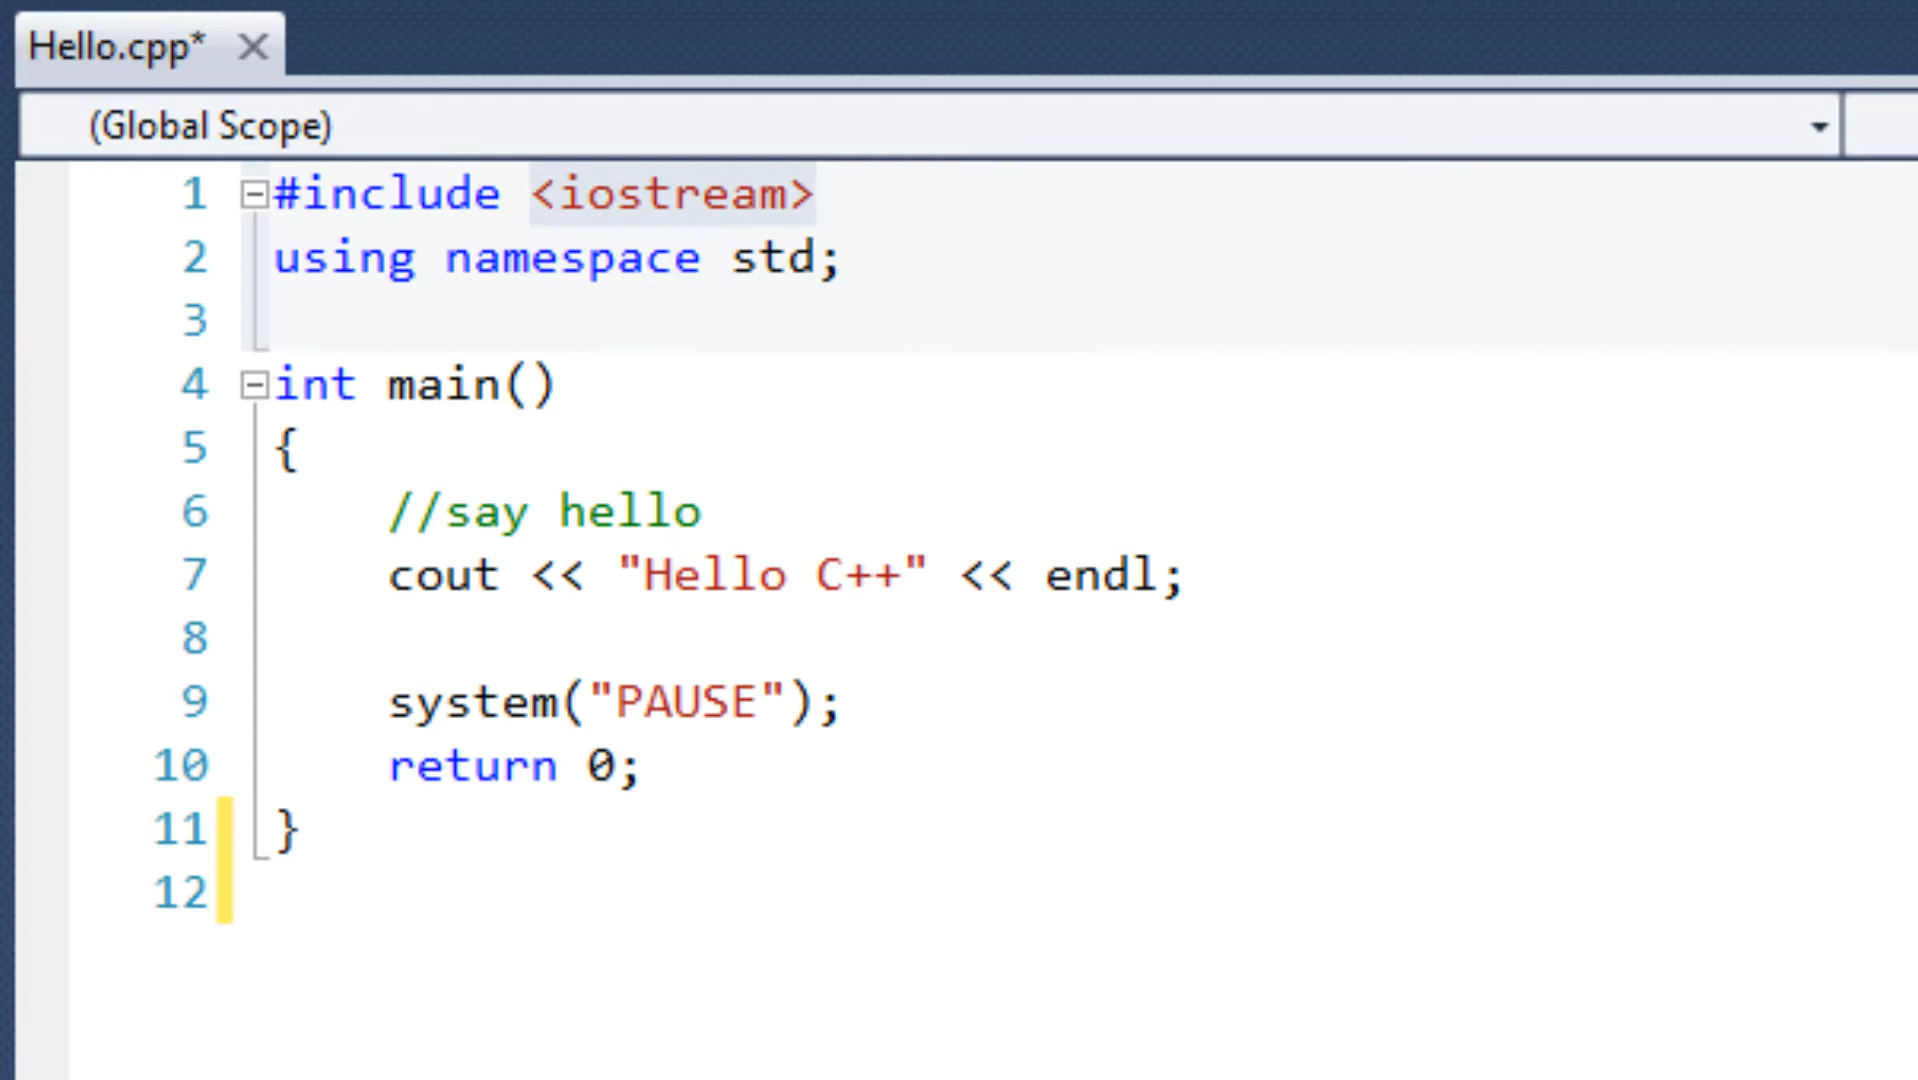 Hello.cpp*
(Global Scope)
1 #include <iostream>
2 using namespace std;
3
4 int main()
5 {
6 //say hello
7 cout << "Hello C++" << endl;
8
9 system("PAUSE");
10 return 0;
11 }
12